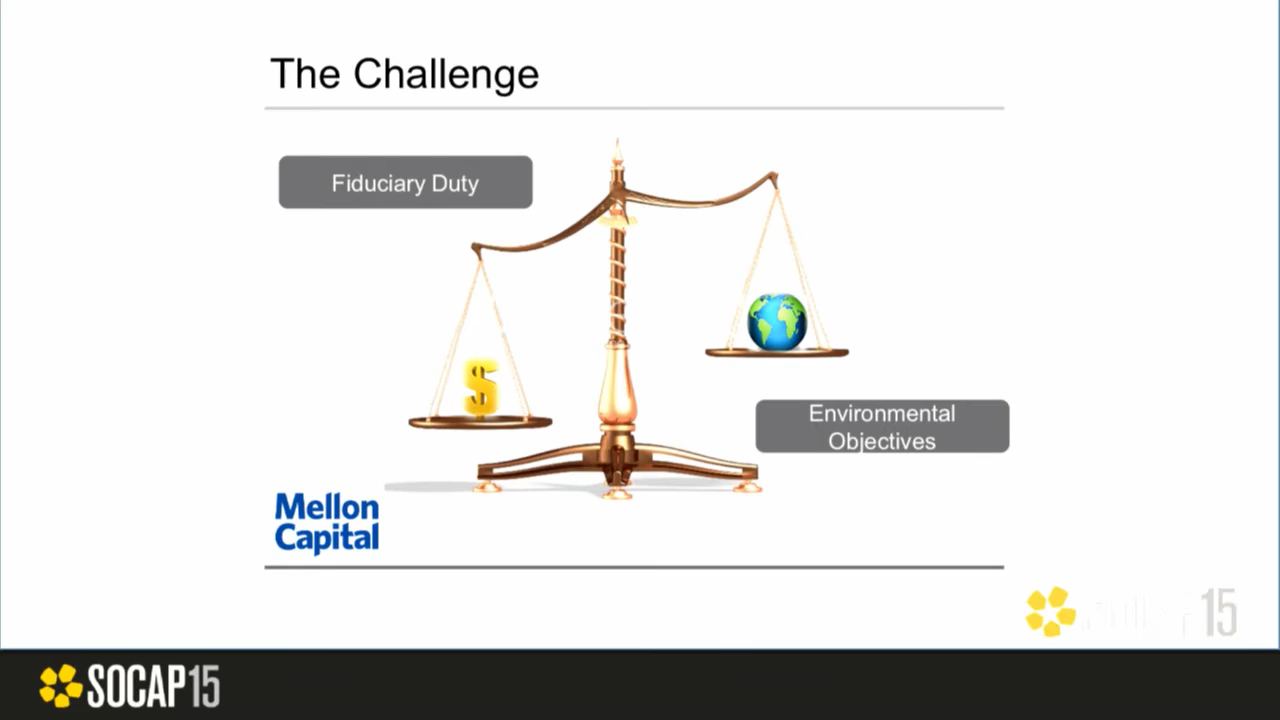 The Challenge
Fiduciary Duty
$
Environmental
Objectives
Mellon
Capital
15
SOCAP15